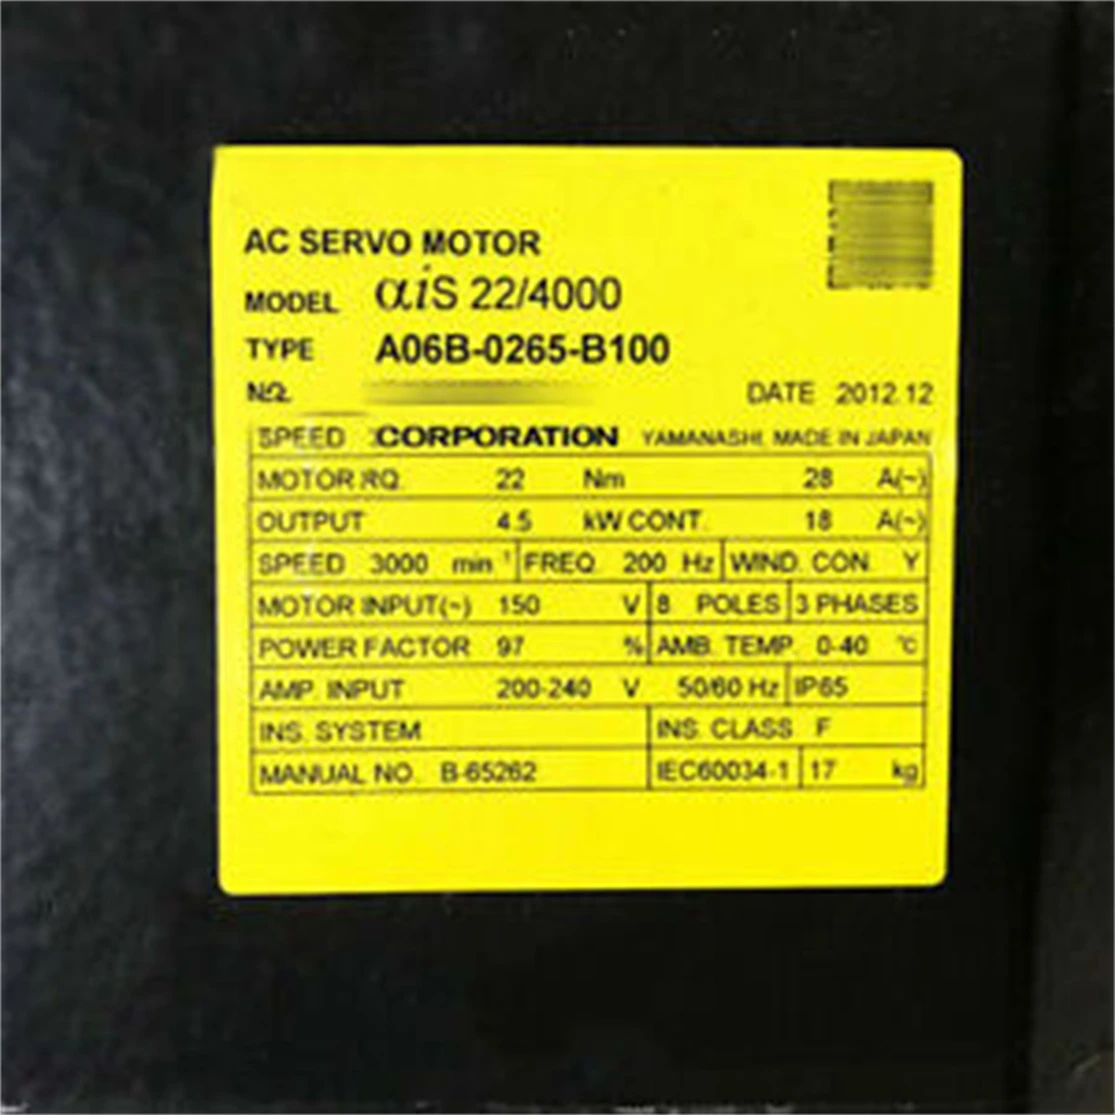 AC SERVO MOTOR
MODEL αiS 22/4000
TYPE A06B-0265-B100
NO.
DATE 2012.12
SPEED CORPORATION YAMANASHI MADE IN JAPAN
MOTOR RQ. 22 Nm 28 A(~)
OUTPUT 4.5 kW CONT. 18 A(~)
SPEED 3000 min⁻¹ FREQ. 200 Hz WIND. CON. Y
MOTOR INPUT(~) 150 V 8 POLES 3 PHASES
POWER FACTOR 97 % AMB. TEMP. 0-40 °C
AMP. INPUT 200-240 V 50/60 Hz IP65
INS. SYSTEM INS. CLASS F
MANUAL NO. B-65262 IEC60034-1 17 kg